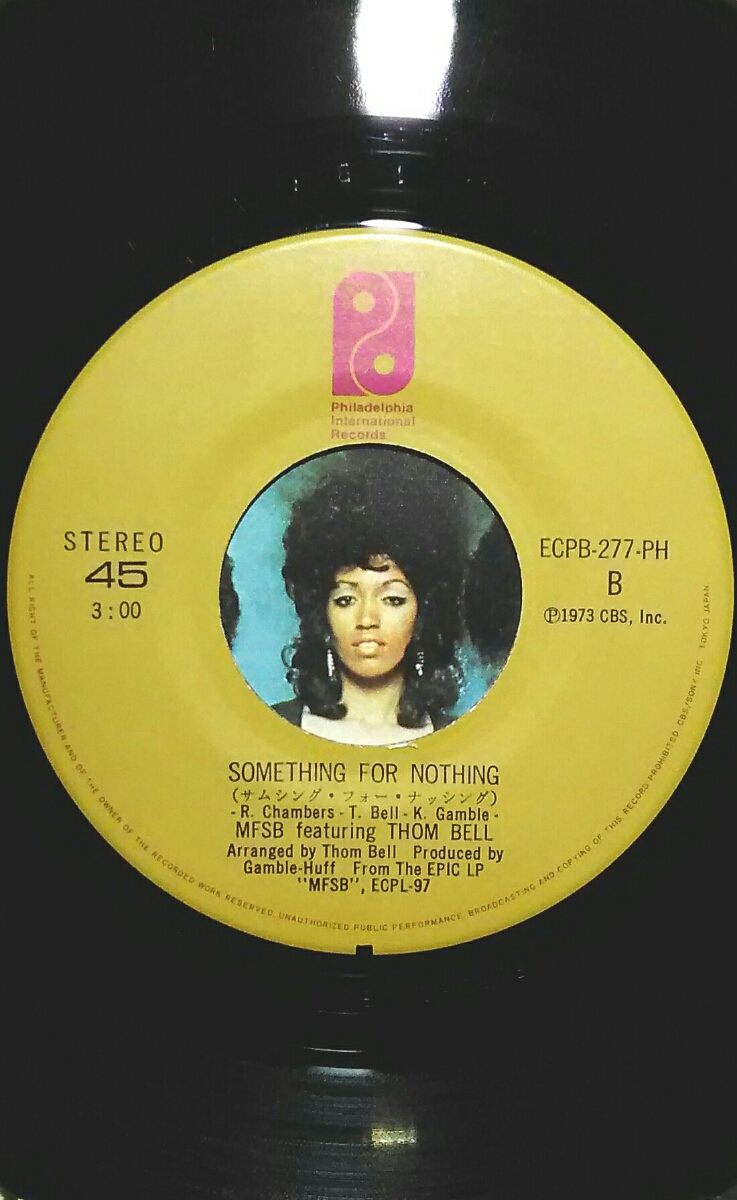 Philadelphia
International
Records
STEREO
45
3:00
ECPB-277-PH
B
Ⓟ1973 CBS, Inc.
SOMETHING FOR NOTHING
(サムシング・フォー・ナッシング)
- R. Chambers - T. Bell - K. Gamble -
MFSB featuring THOM BELL
Arranged by Thom Bell Produced by
Gamble-Huff From The EPIC LP
"MFSB", ECPL-97
ALL RIGHT OF THE MANUFACTURER AND OF THE OWNER OF THE RECORDED WORK RESERVED. UNAUTHORIZED PUBLIC PERFORMANCE, BROADCASTING AND COPYING OF THIS RECORD PROHIBITED. CBS/SONY INC. TOKYO JAPAN